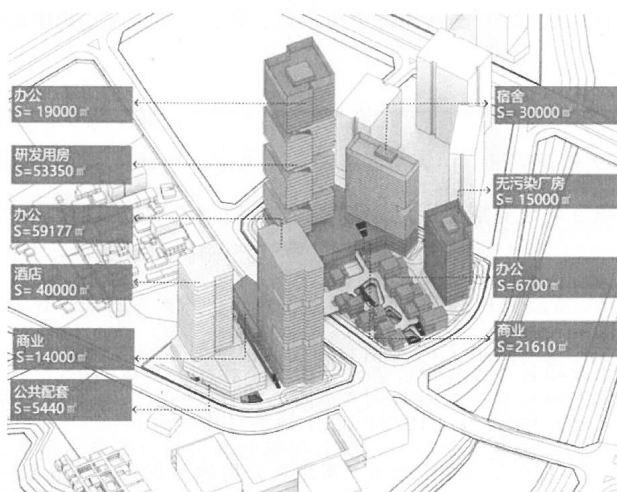 办公
S= 19000㎡
研发用房
S=53350㎡
办公
S=59177㎡
酒店
S= 40000㎡
商业
S=14000㎡
公共配套
S=5440㎡
宿舍
S= 30000㎡
无污染厂房
S= 15000㎡
办公
S=6700㎡
商业
S=21610㎡